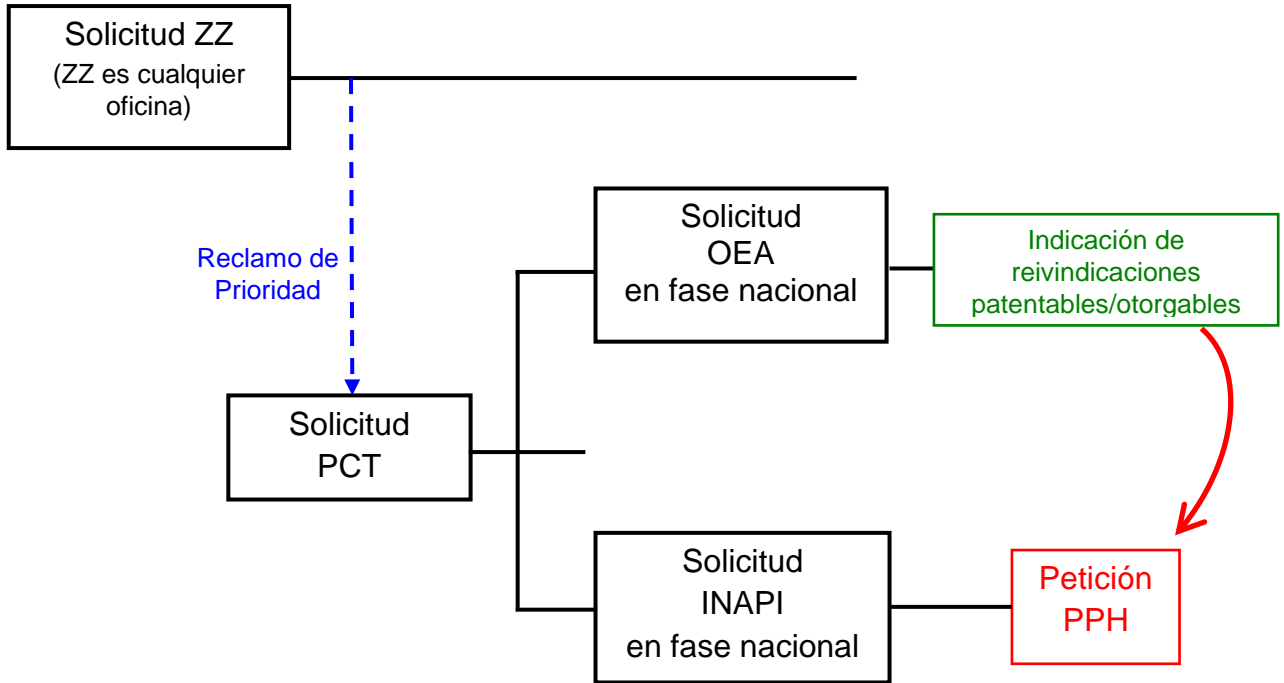 Solicitud ZZ
(ZZ es cualquier
oficina)
Reclamo de
Prioridad
Solicitud
PCT
Solicitud
OEA
en fase nacional
Indicación de
reivindicaciones
patentables/otorgables
Solicitud
INAPI
en fase nacional
Petición
PPH